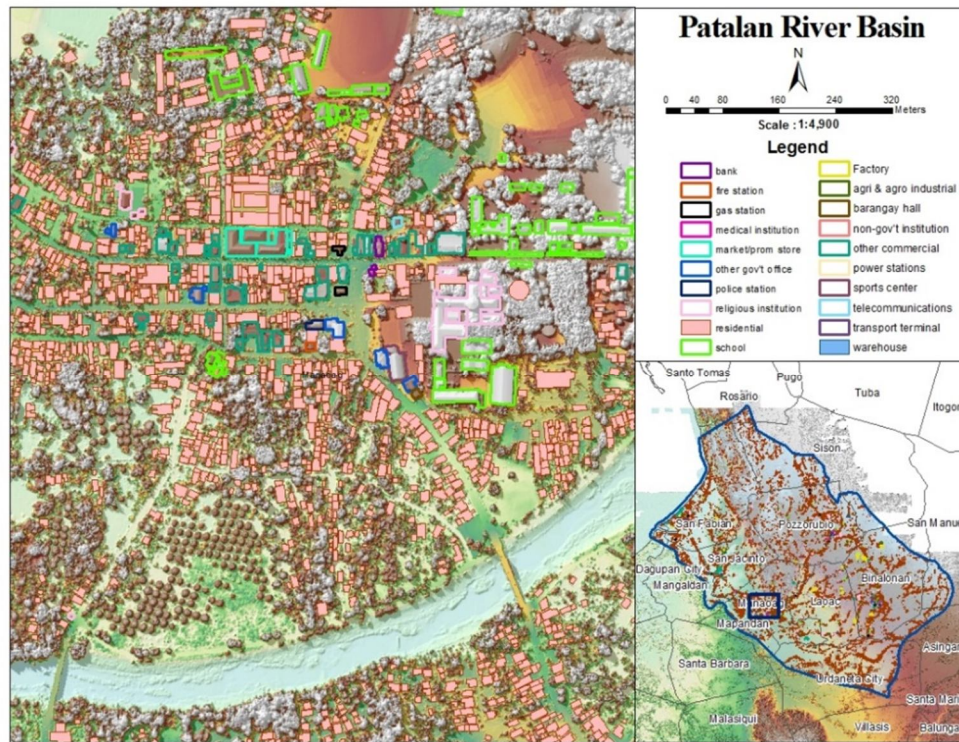 Patalan River Basin
N
0 40 80 160 240 320
Meters
Scale : 1:4,900
Legend
bank
fire station
gas station
medical institution
market/prom store
other gov't office
police station
religious institution
residential
school
Factory
agri & agro industrial
barangay hall
non-gov't institution
other commercial
power stations
sports center
telecommunications
transport terminal
warehouse
Santo Tomas
Pugo
Tuba
Rosario
Itogon
Sison
San Manuel
San Fabian
Pozzorubio
San Jacinto
Dagupan City
Mangaldan
Binalonan
Manaoag
Laoac
Mapandan
Asingan
Santa Barbara
Urdaneta City
Santa Mari
Malasiqui
Villasis
Balunga